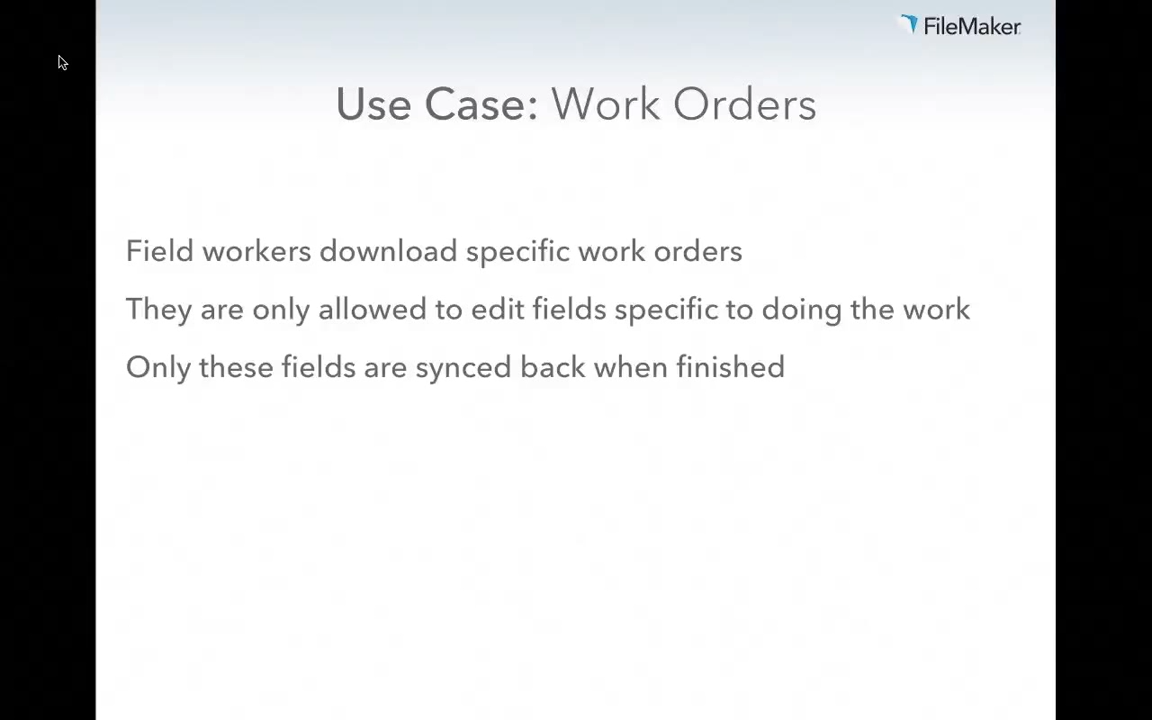 FileMaker
Use Case: Work Orders
Field workers download specific work orders
They are only allowed to edit fields specific to doing the work
Only these fields are synced back when finished